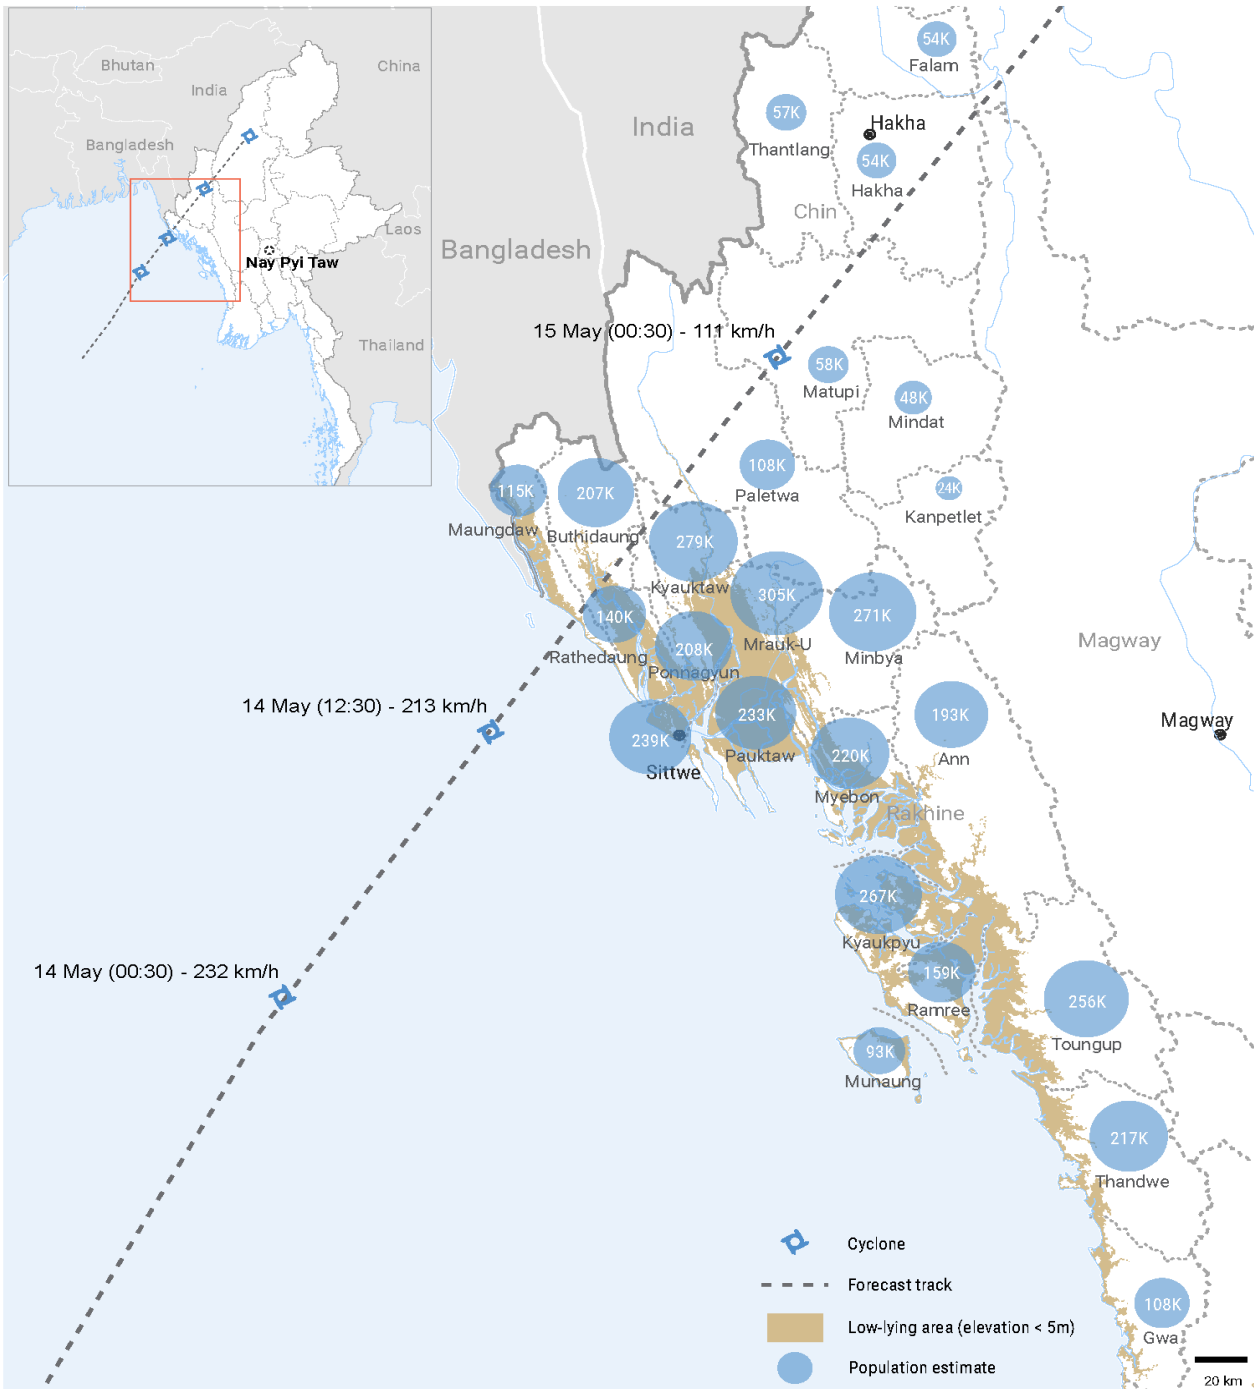 Bhutan
China
India
Bangladesh
Laos
Nay Pyi Taw
Thailand
54K
Falam
57K
Thantlang
India
Hakha
54K
Hakha
Chin
Bangladesh
15 May (00:30) - 111 km/h
58K
Matupi
48K
Mindat
108K
Paletwa
24K
Kanpetlet
115K
Maungdaw
207K
Buthidaung
279K
Kyauktaw
305K
Mrauk-U
271K
Minbya
140K
Rathedaung
208K
Ponnagyun
Magway
14 May (12:30) - 213 km/h
239K
Sittwe
233K
Pauktaw
220K
Myebon
193K
Ann
Magway
Rakhine
267K
Kyaukpyu
14 May (00:30) - 232 km/h
159K
Ramree
256K
Toungup
93K
Munaung
217K
Thandwe
108K
Gwa
Cyclone
Forecast track
Low-lying area (elevation < 5m)
Population estimate
20 km